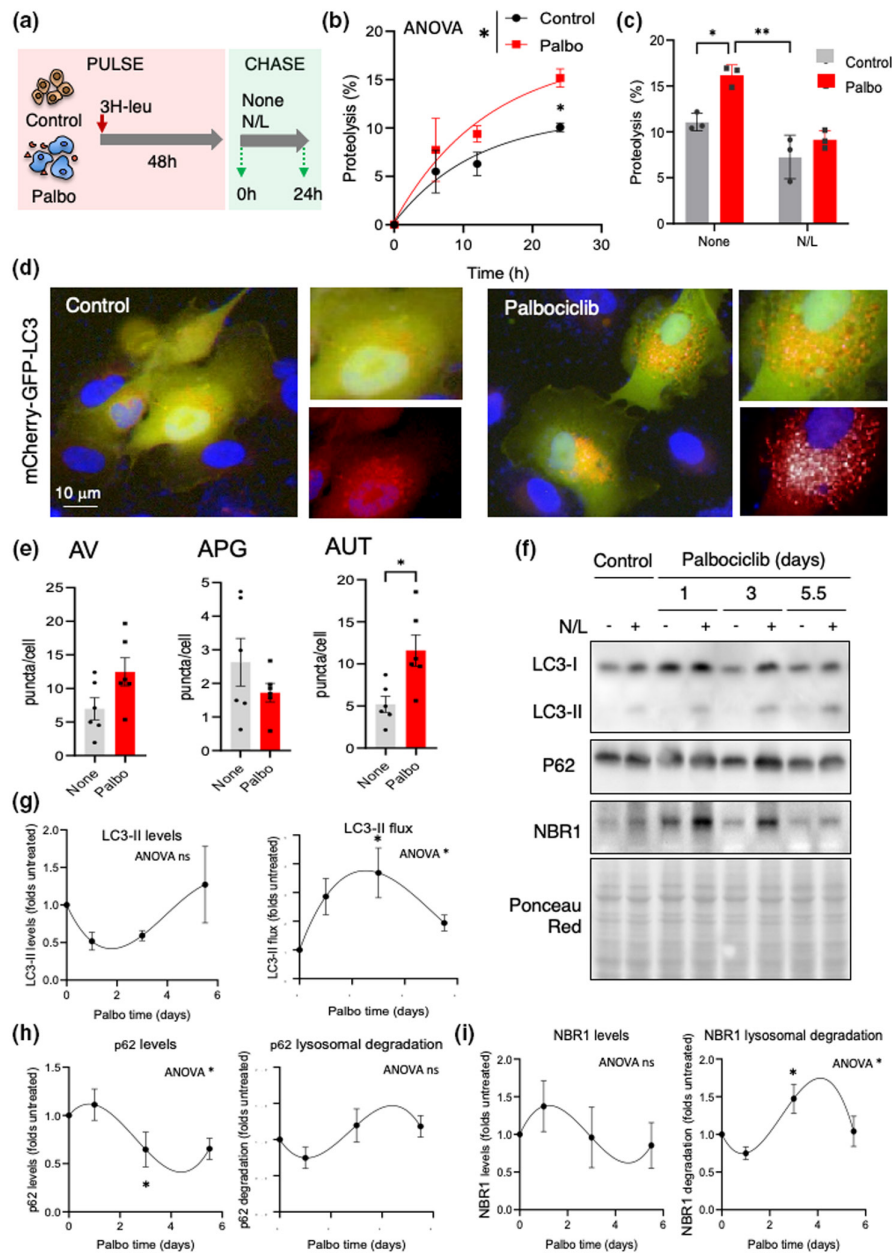 (a)
PULSE
CHASE
3H-leu
None
N/L
Control
48h
Palbo
0h
24h
(b)
ANOVA
*
Control
Palbo
Proteolysis (%)
20
15
10
5
0
*
0
10
20
30
Time (h)
(c)
*
**
Control
Palbo
Proteolysis (%)
20
15
10
5
0
None
N/L
(d)
mCherry-GFP-LC3
Control
10 µm
Palbociclib
(e)
AV
puncta/cell
25
20
15
10
5
0
None
Palbo
APG
puncta/cell
5
4
3
2
1
0
None
Palbo
AUT
*
puncta/cell
20
15
10
5
0
None
Palbo
(f)
Control
Palbociclib (days)
1
3
5.5
N/L
- + - + - + - +
LC3-I
LC3-II
P62
NBR1
Ponceau
Red
(g)
LC3-II levels
ANOVA ns
LC3-II levels (folds untreated)
2.0
1.5
1.0
0.5
0.0
0
2
4
6
Palbo time (days)
LC3-II flux
*
ANOVA *
LC3-II flux (folds untreated)
Palbo time (days)
(h)
p62 levels
ANOVA *
p62 levels (folds untreated)
1.5
1.0
0.5
0.0
*
0
2
4
6
Palbo time (days)
p62 lysosomal degradation
ANOVA ns
p62 degradation (folds untreated)
Palbo time (days)
(i)
NBR1 levels
ANOVA ns
NBR1 levels (folds untreated)
2.0
1.5
1.0
0.5
0.0
0
2
4
6
Palbo time (days)
NBR1 lysosomal degradation
*
ANOVA *
NBR1 degradation (folds untreated)
2.0
1.5
1.0
0.5
0.0
0
2
4
6
Palbo time (days)